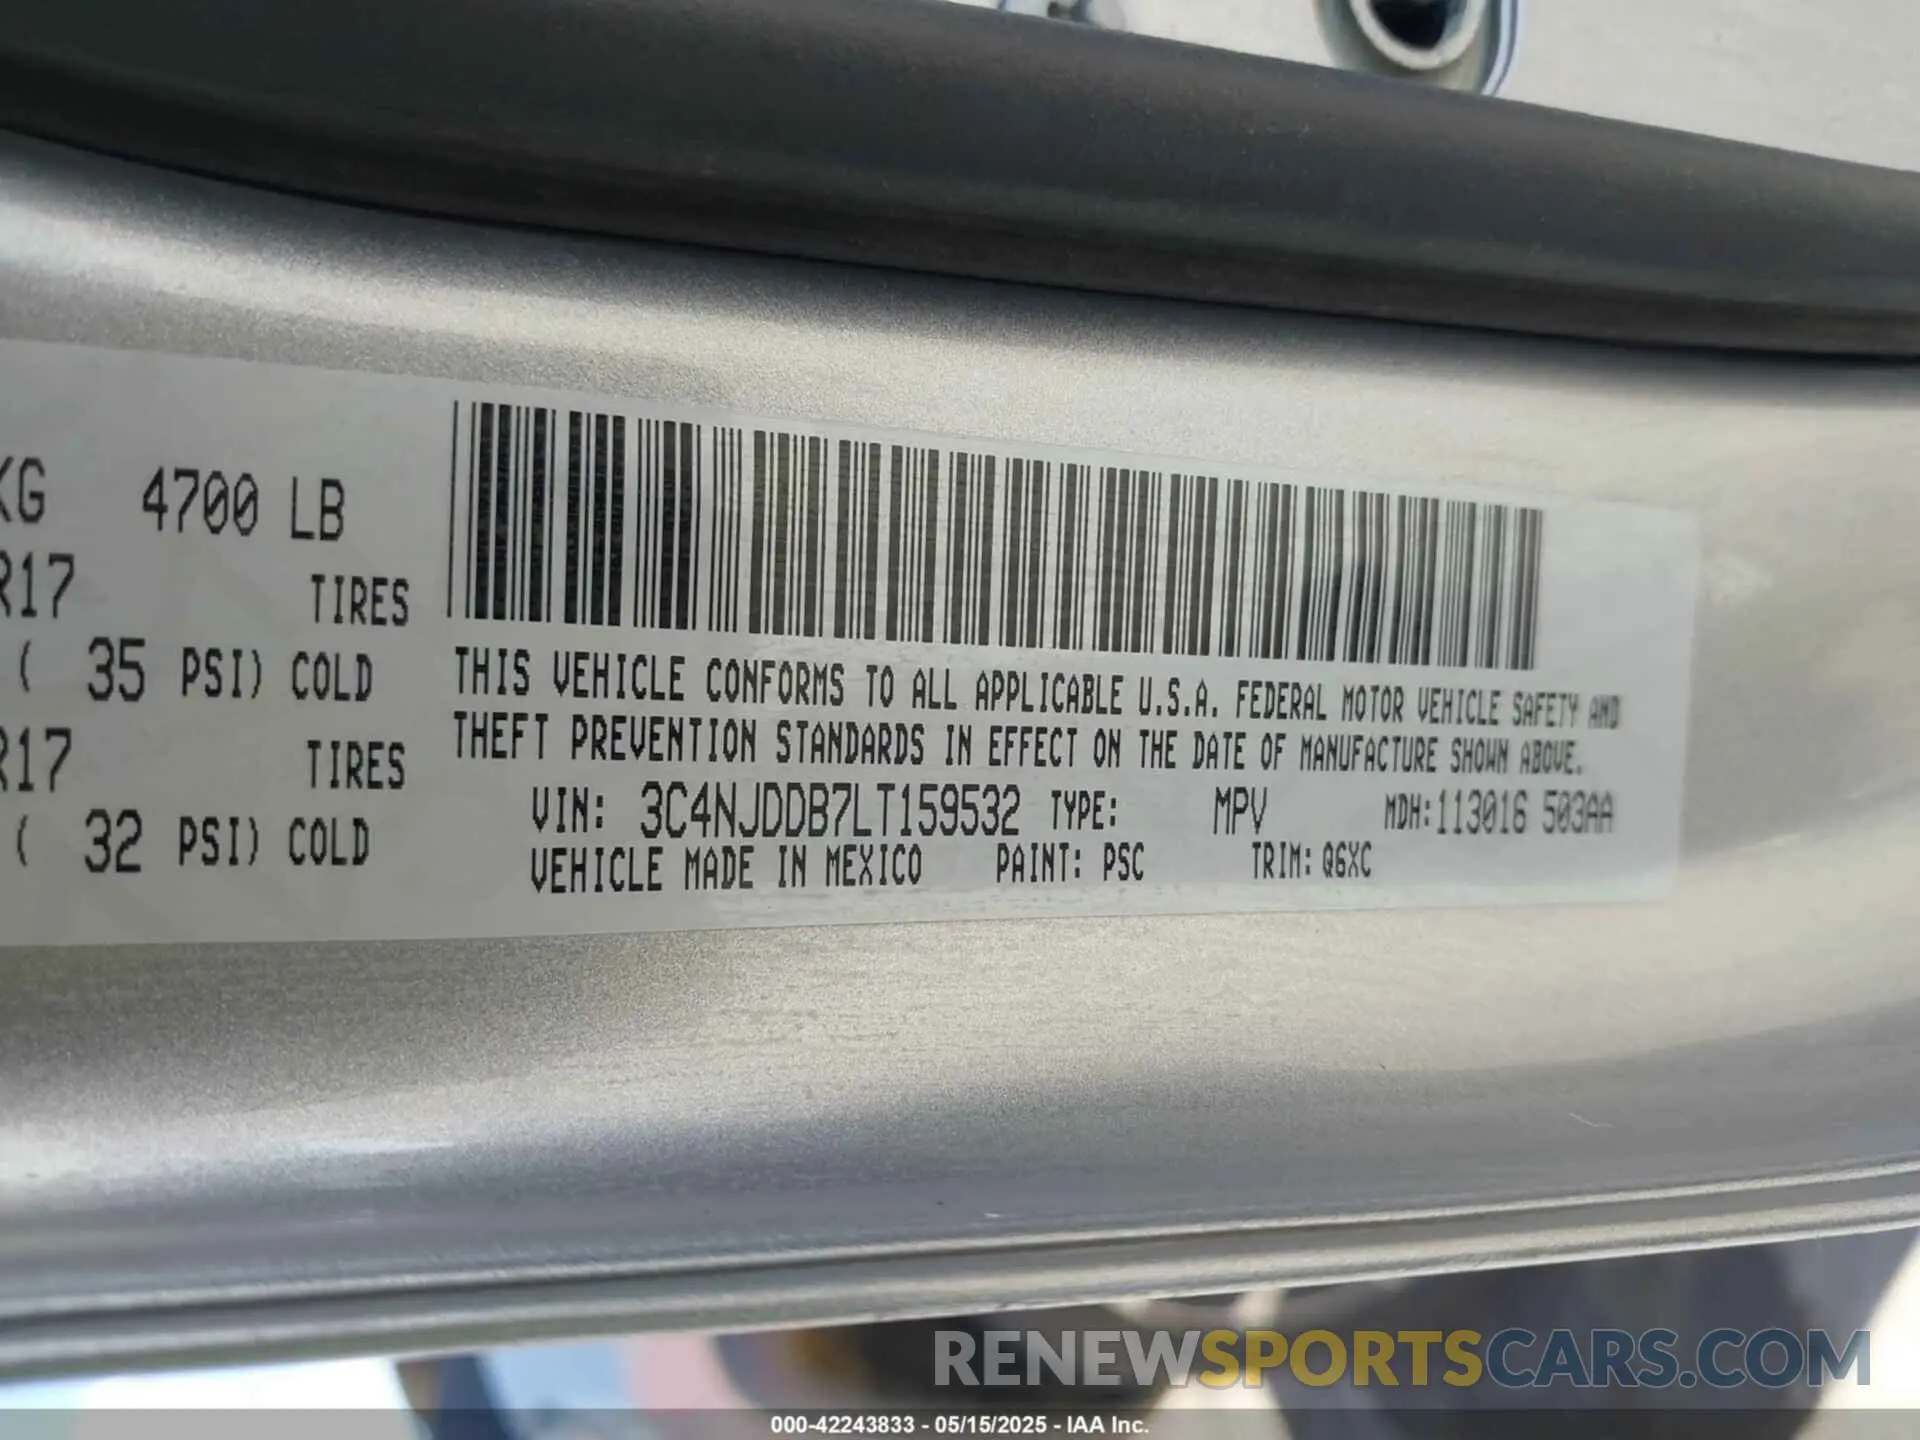 KG 4700 LB
R17 TIRES
( 35 PSI) COLD
R17 TIRES
( 32 PSI) COLD
THIS VEHICLE CONFORMS TO ALL APPLICABLE U.S.A. FEDERAL MOTOR VEHICLE SAFETY AND
THEFT PREVENTION STANDARDS IN EFFECT ON THE DATE OF MANUFACTURE SHOWN ABOVE.
VIN: 3C4NJDDB7LT159532 TYPE: MPV MDH:113016 503AA
VEHICLE MADE IN MEXICO PAINT: PSC TRIM: Q6XC
RENEWSPORTSCARS.COM
000-42243833 - 05/15/2025 - IAA Inc.